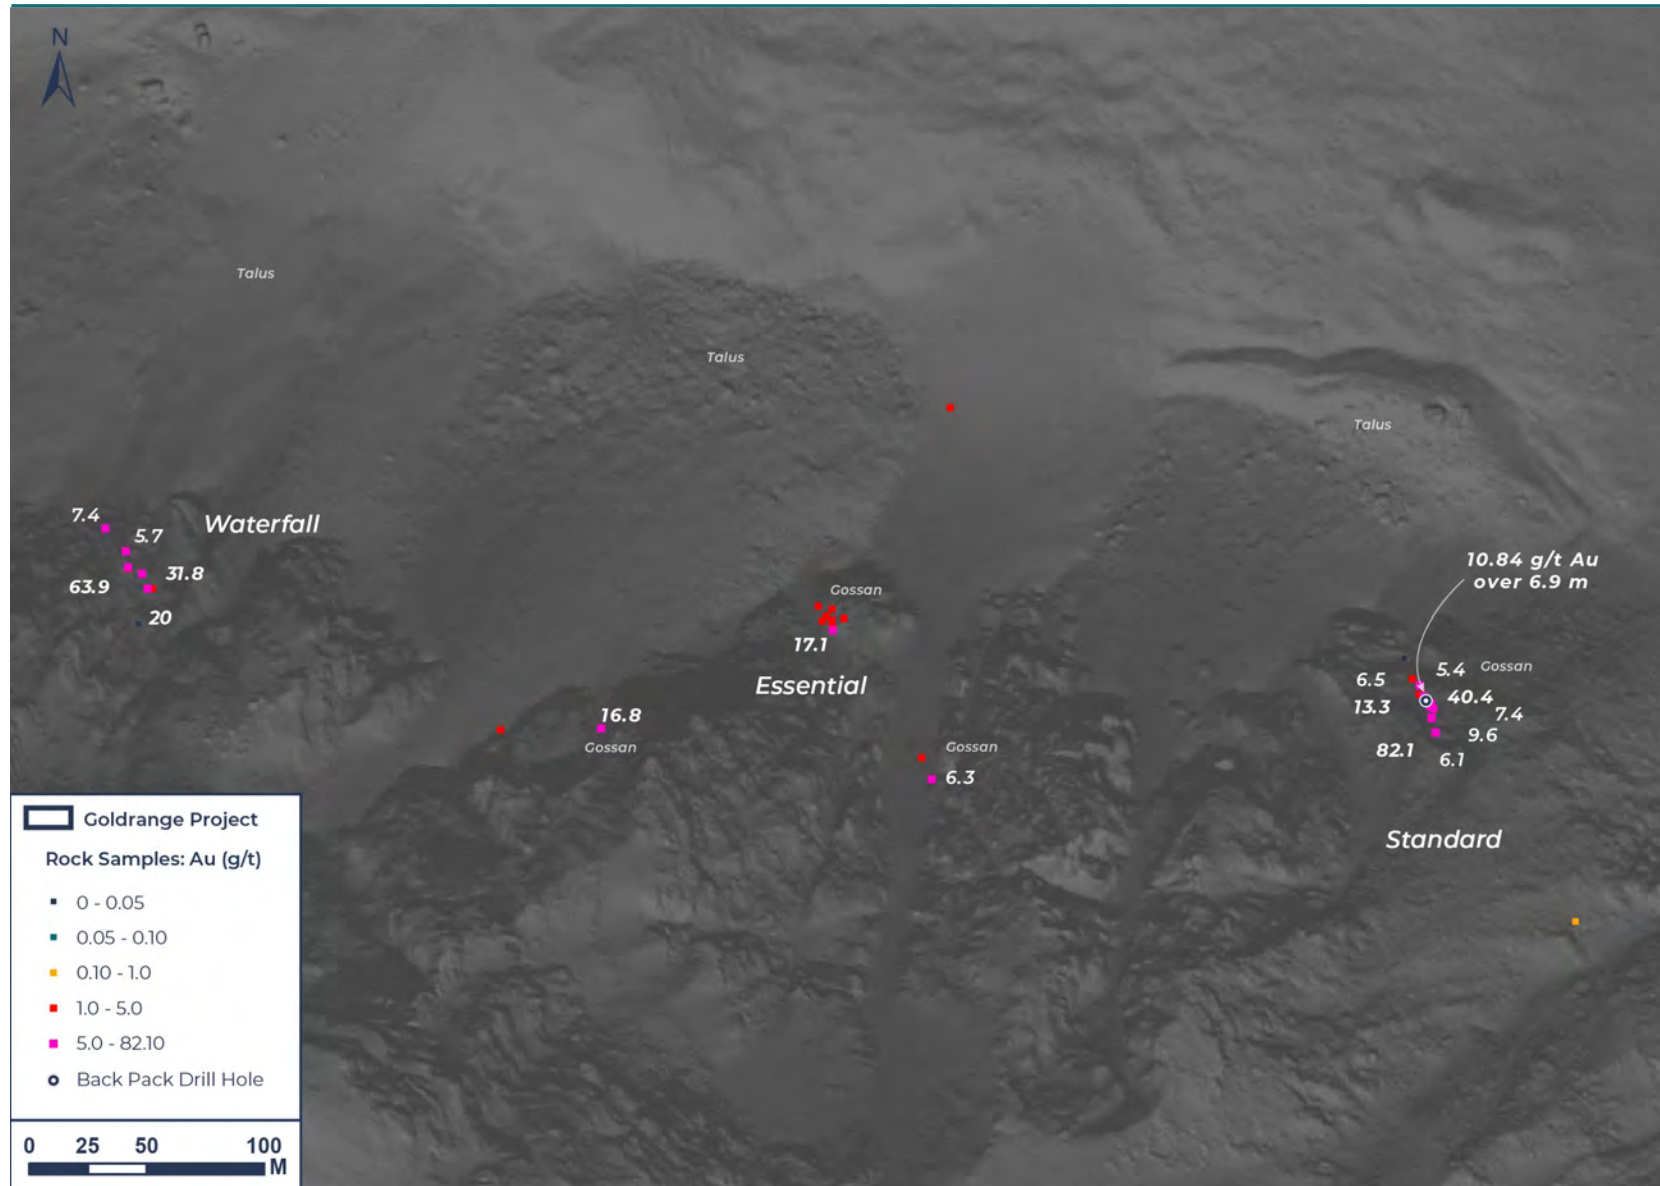 N
Talus
Talus
Talus
7.4
5.7
Waterfall
63.9
31.8
20
10.84 g/t Au
over 6.9 m
Gossan
17.1
Essential
16.8
Gossan
Gossan
6.3
6.5
5.4
Gossan
13.3
40.4
7.4
82.1
9.6
6.1
Standard
Goldrange Project
Rock Samples: Au (g/t)
0 - 0.05
0.05 - 0.10
0.10 - 1.0
1.0 - 5.0
5.0 - 82.10
Back Pack Drill Hole
0 25 50 100
M